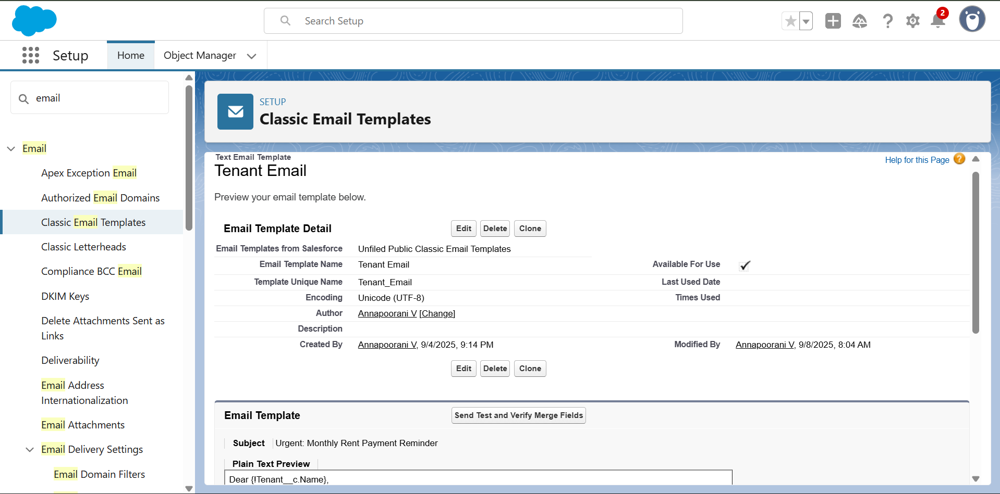 Search Setup
2
Setup
Home
Object Manager
email
Email
Apex Exception Email
Authorized Email Domains
Classic Email Templates
Classic Letterheads
Compliance BCC Email
DKIM Keys
Delete Attachments Sent as
Links
Deliverability
Email Address
Internationalization
Email Attachments
Email Delivery Settings
Email Domain Filters
SETUP
Classic Email Templates
Text Email Template
Tenant Email
Help for this Page ?
Preview your email template below.
Email Template Detail Edit Delete Clone
Email Templates from Salesforce Unfiled Public Classic Email Templates
Email Template Name Tenant Email Available For Use
Template Unique Name Tenant_Email Last Used Date
Encoding Unicode (UTF-8) Times Used
Author Annapoorani V [Change]
Description
Created By Annapoorani V, 9/4/2025, 9:14 PM Modified By Annapoorani V, 9/8/2025, 8:04 AM
Edit Delete Clone
Email Template Send Test and Verify Merge Fields
Subject Urgent: Monthly Rent Payment Reminder
Plain Text Preview
Dear {!Tenant__c.Name},